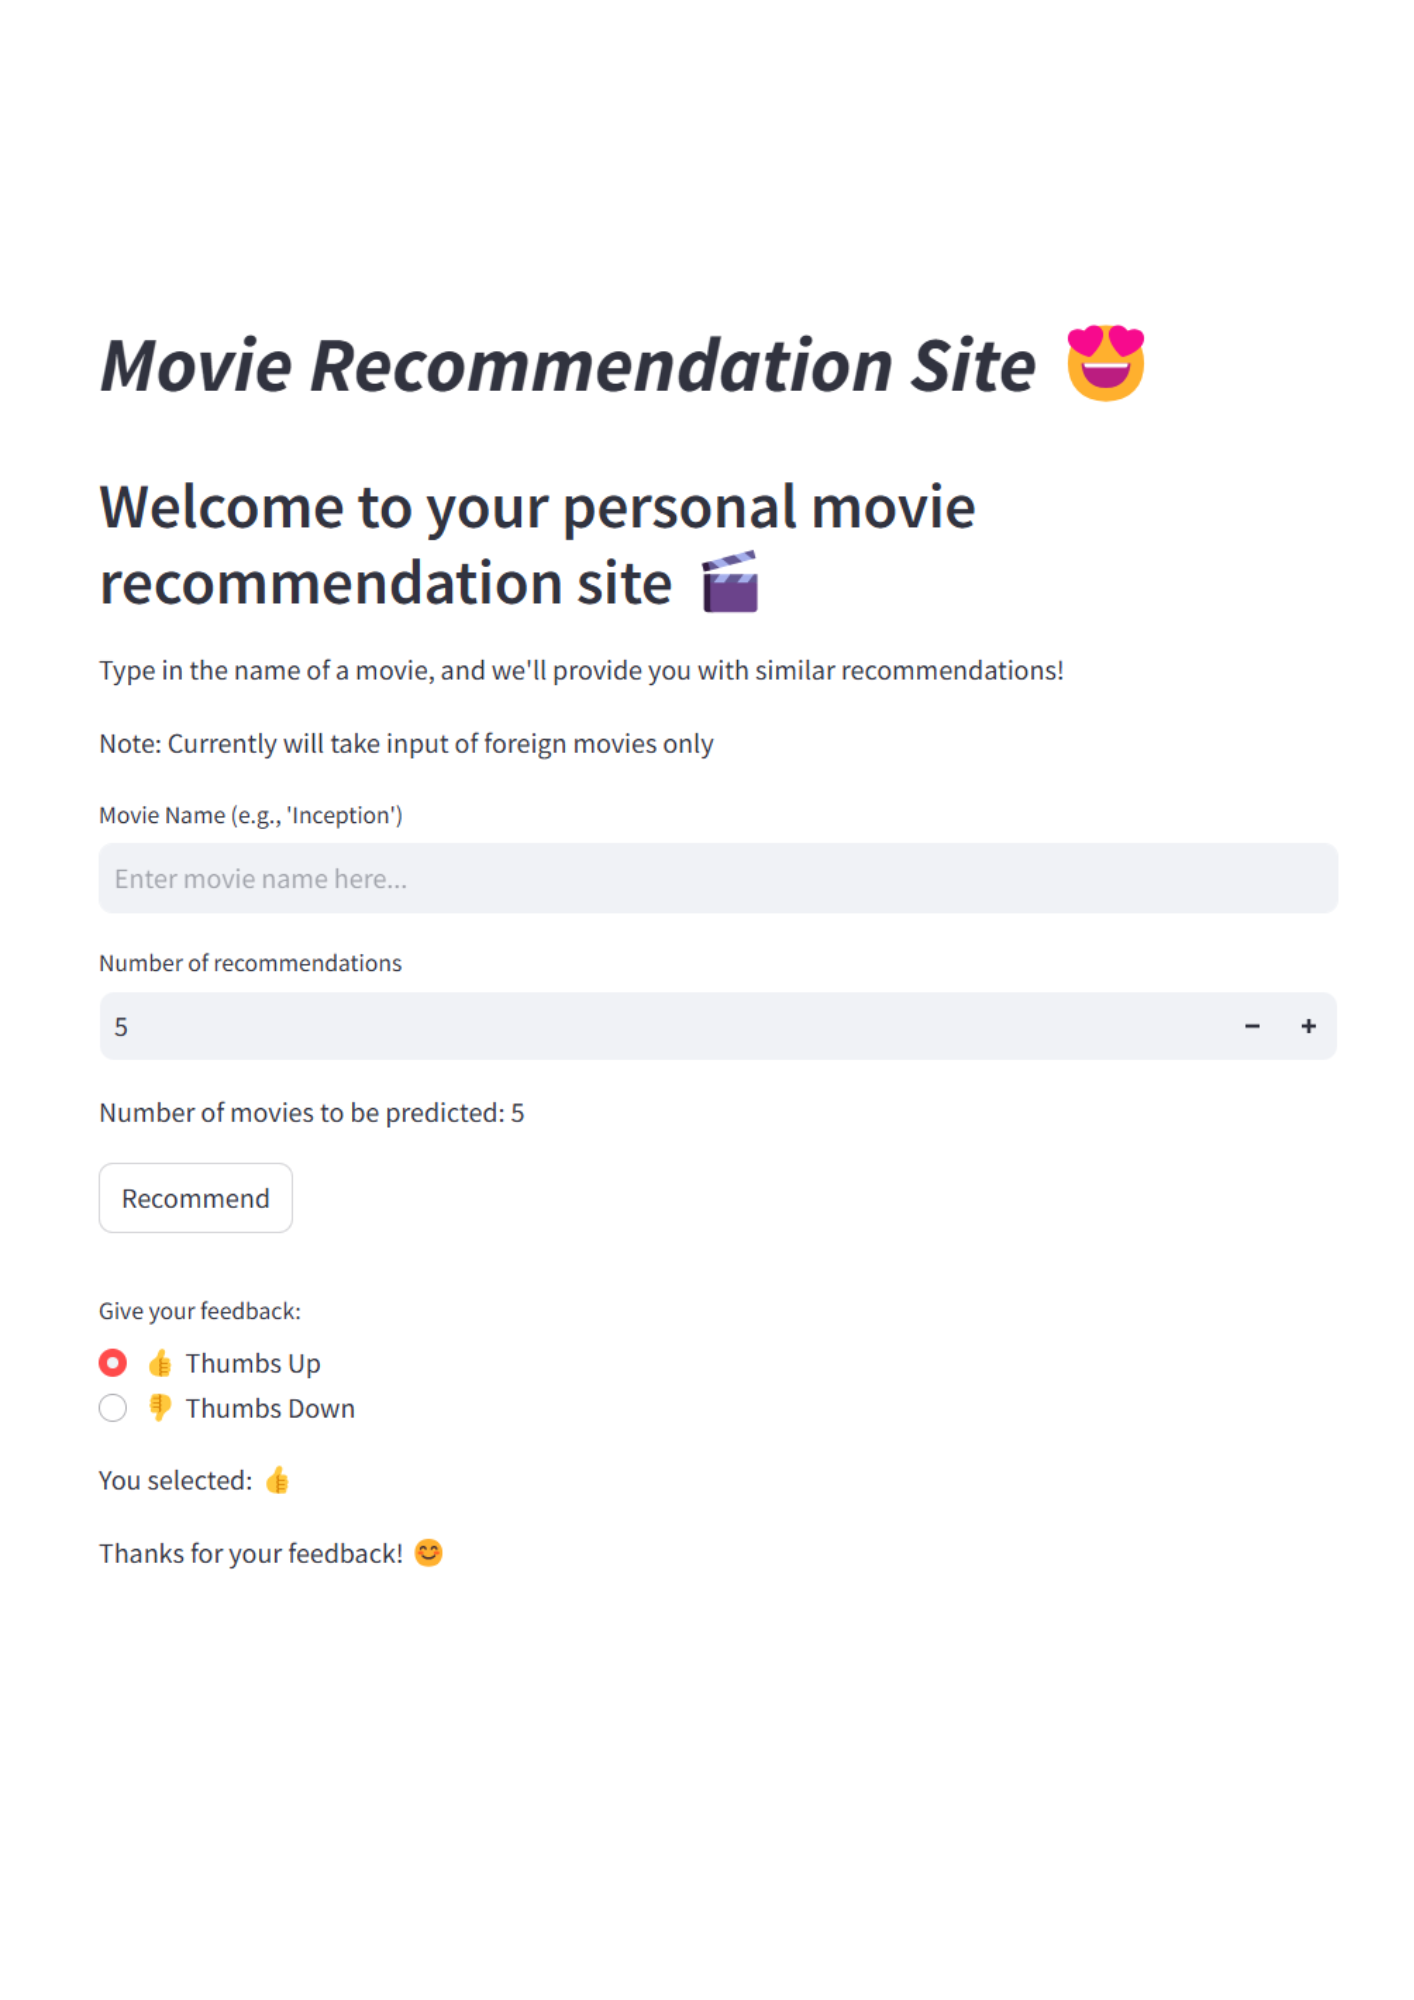 Movie Recommendation Site 😍
Welcome to your personal movie
recommendation site 🎬
Type in the name of a movie, and we'll provide you with similar recommendations!
Note: Currently will take input of foreign movies only
Movie Name (e.g., 'Inception')
Enter movie name here...
Number of recommendations
5 − +
Number of movies to be predicted: 5
Recommend
Give your feedback:
👍 Thumbs Up
👎 Thumbs Down
You selected: 👍
Thanks for your feedback! 😊